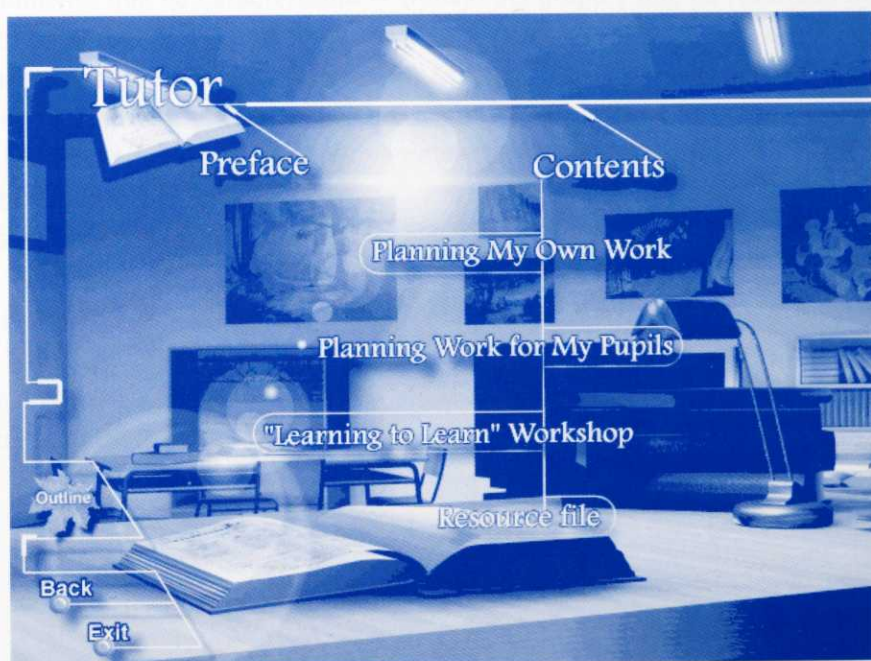 Tutor
Preface
Contents
Planning My Own Work
Planning Work for My Pupils
"Learning to Learn" Workshop
Resource file
Outline
Back
Exit